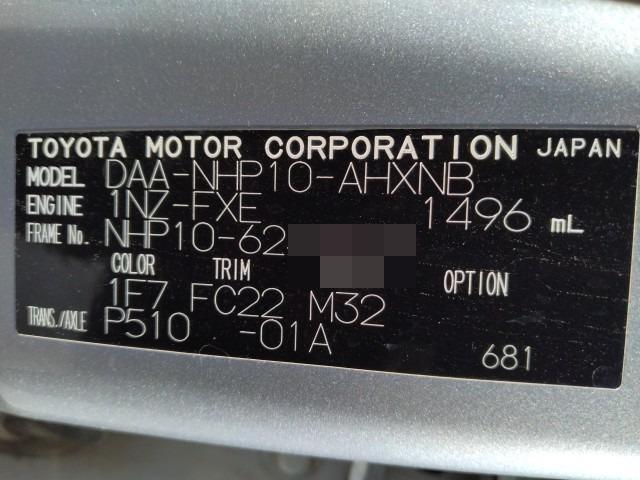 TOYOTA MOTOR CORPORATION JAPAN
MODEL DAA-NHP10-AHXNB
ENGINE 1NZ-FXE 1496 mL
FRAME No. NHP10-62
COLOR TRIM OPTION
1F7 FC22 M32
TRANS./AXLE P510 -01A
681